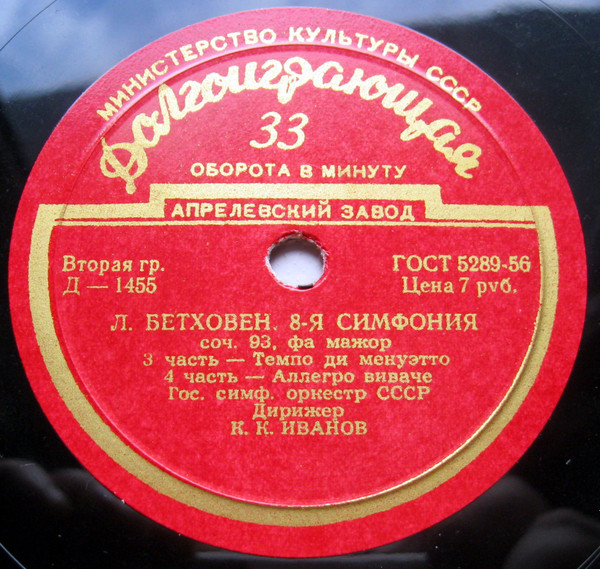 МИНИСТЕРСТВО КУЛЬТУРЫ СССР
Долгоиграющая
33
ОБОРОТА В МИНУТУ
АПРЕЛЕВСКИЙ ЗАВОД
Вторая гр.
Д — 1455
ГОСТ 5289-56
Цена 7 руб.
Л. БЕТХОВЕН. 8-Я СИМФОНИЯ
соч. 93, фа мажор
3 часть — Темпо ди менуэтто
4 часть — Аллегро виваче
Гос. симф. оркестр СССР
Дирижер
К. К. ИВАНОВ